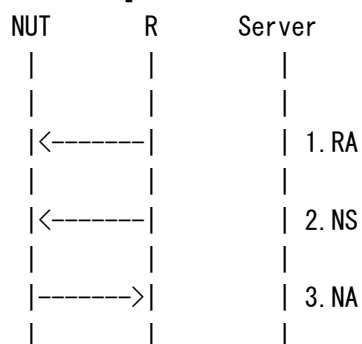 NUT R Server
| | |
| | |
|<-------| | 1.RA
| | |
|<-------| | 2.NS
| | |
|------->| | 3.NA
| | |